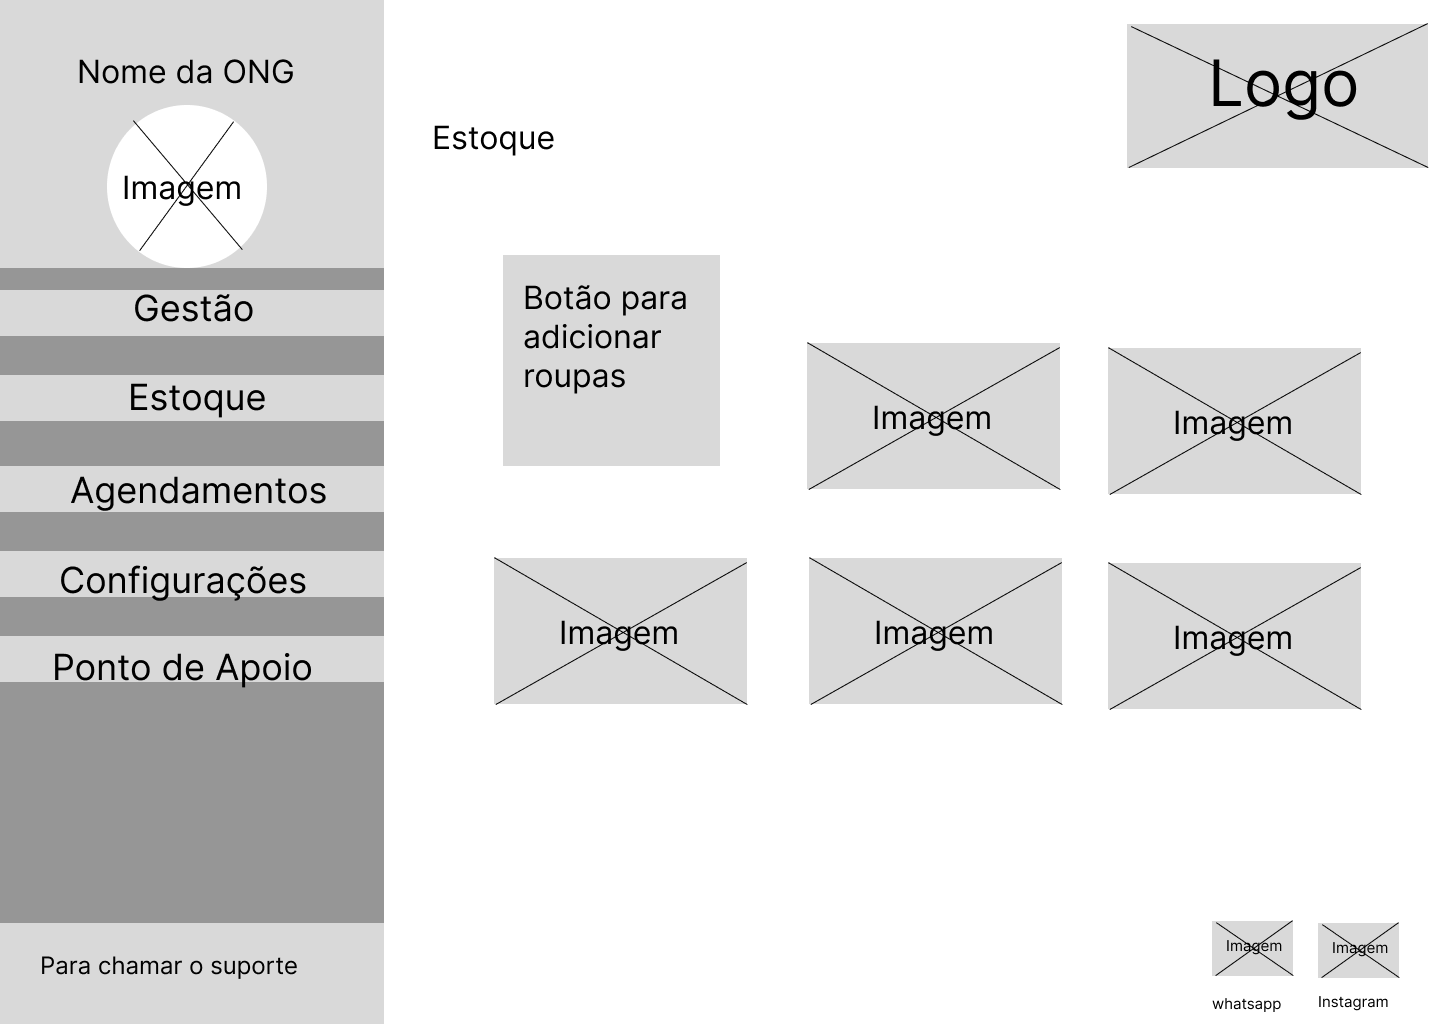 Nome da ONG
Imagem
Gestão
Estoque
Agendamentos
Configurações
Ponto de Apoio
Para chamar o suporte
Logo
Estoque
Botão para
adicionar
roupas
Imagem
Imagem
Imagem
Imagem
Imagem
Imagem
Imagem
whatsapp
Instagram